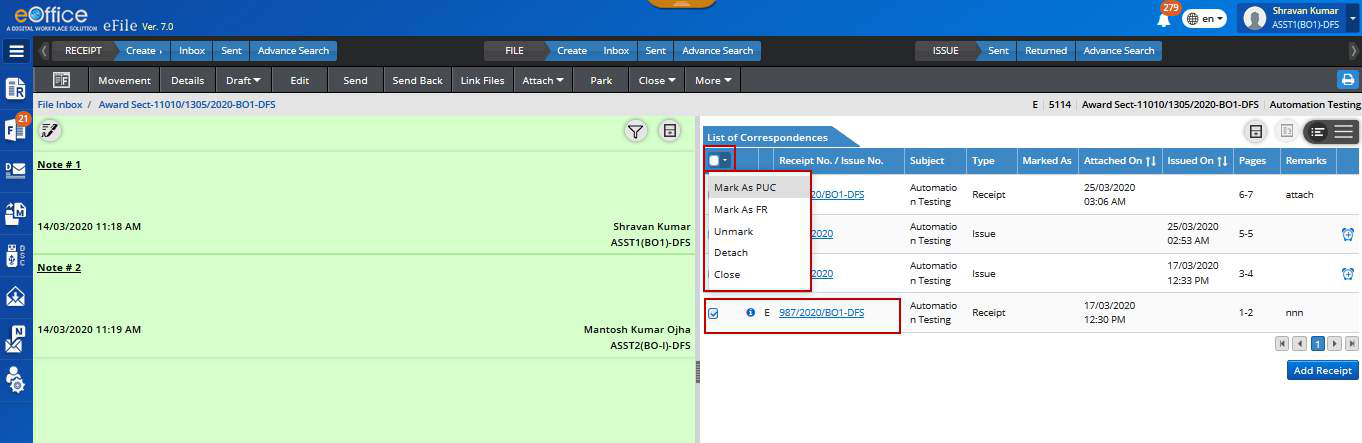 eOffice
A DIGITAL WORKPLACE SOLUTION
eFile Ver. 7.0
279
en
Shravan Kumar
ASST1(BO1)-DFS
RECEIPT Create Inbox Sent Advance Search
FILE Create Inbox Sent Advance Search
ISSUE Sent Returned Advance Search
Movement Details Draft Edit Send Send Back Link Files Attach Park Close More
File Inbox / Award Sect-11010/1305/2020-BO1-DFS
E 5114 Award Sect-11010/1305/2020-BO1-DFS Automation Testing
R
F
21
D
M
DSC
N
Note # 1
14/03/2020 11:18 AM
Shravan Kumar
ASST1(BO1)-DFS
Note # 2
14/03/2020 11:19 AM
Mantosh Kumar Ojha
ASST2(BO-I)-DFS
List of Correspondences
Receipt No. / Issue No. Subject Type Marked As Attached On Issued On Pages Remarks
Mark As PUC
Mark As FR
Unmark
Detach
Close
/2020/BO1-DFS Automatio
n Testing Receipt 25/03/2020
03:06 AM 6-7 attach
2020 Automatio
n Testing Issue 25/03/2020
02:53 AM 5-5
2020 Automatio
n Testing Issue 17/03/2020
12:33 PM 3-4
E 987/2020/BO1-DFS Automatio
n Testing Receipt 17/03/2020
12:30 PM 1-2 nnn
1
Add Receipt